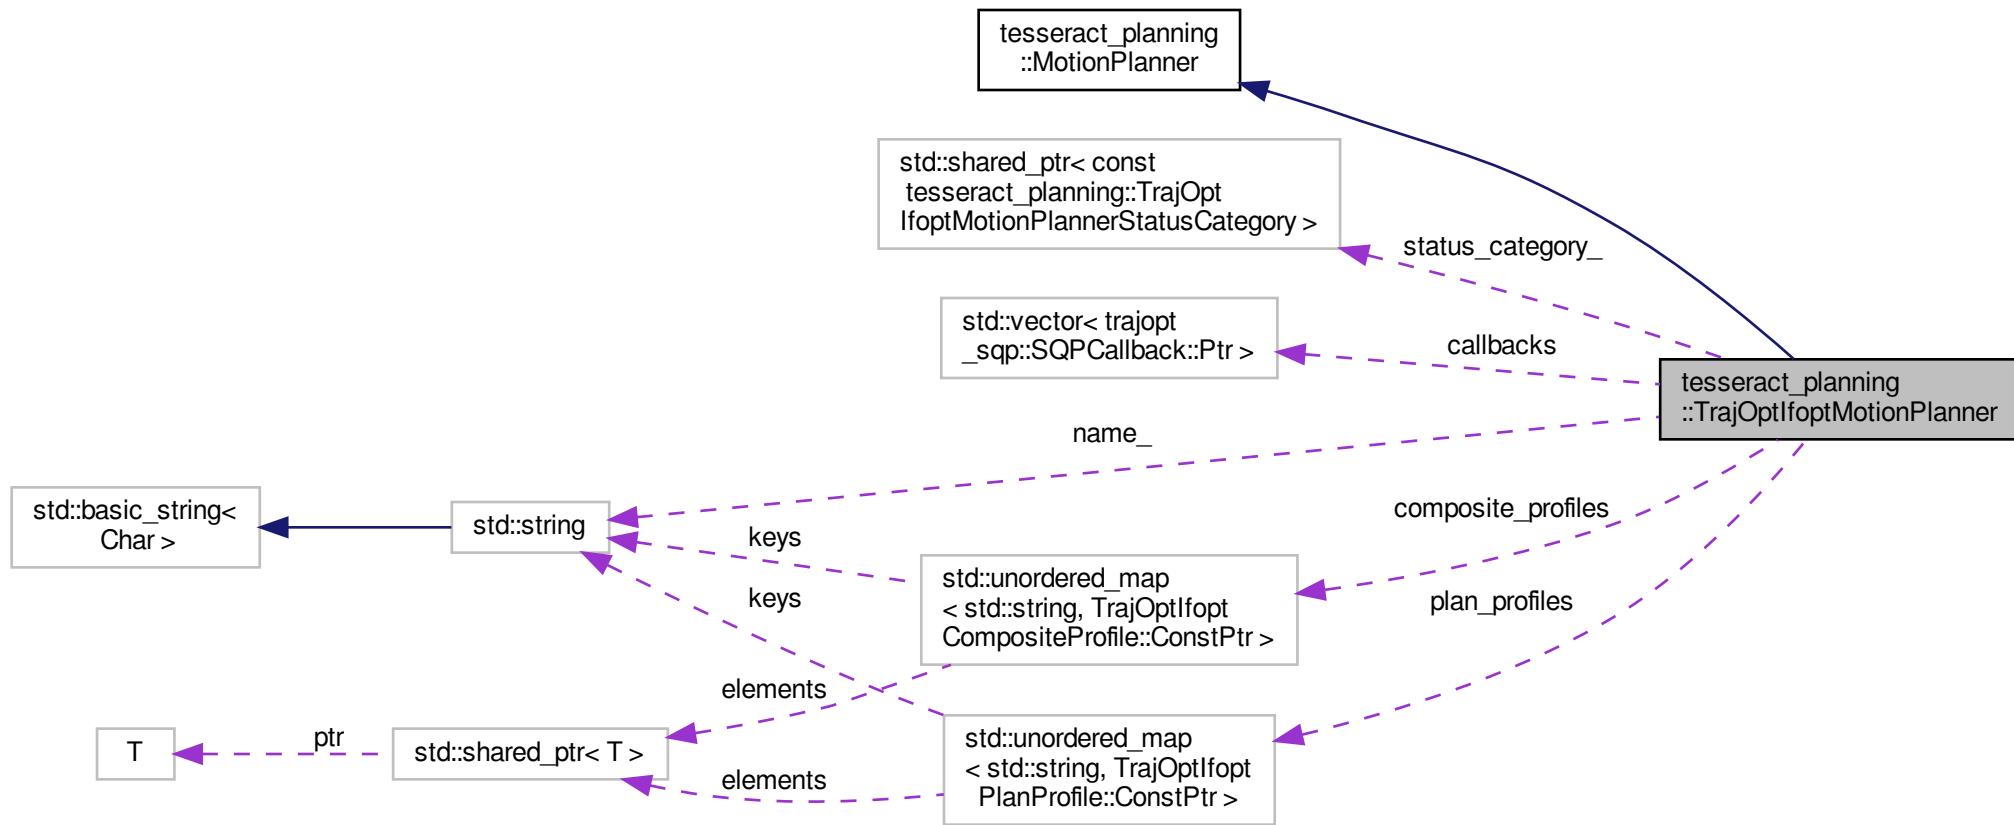 tesseract_planning
::MotionPlanner
std::shared_ptr< const
tesseract_planning::TrajOpt
IfoptMotionPlannerStatusCategory >
status_category_
std::vector< trajopt
_sqp::SQPCallback::Ptr >
callbacks
tesseract_planning
::TrajOptIfoptMotionPlanner
name_
std::basic_string<
Char >
std::string
keys
composite_profiles
std::unordered_map
< std::string, TrajOptIfopt
CompositeProfile::ConstPtr >
keys
plan_profiles
elements
T
ptr
std::shared_ptr< T >
elements
std::unordered_map
< std::string, TrajOptIfopt
PlanProfile::ConstPtr >